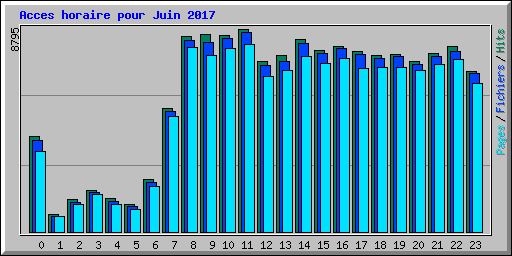 Acces horaire pour Juin 2017
8795
Pages / Fichiers / Hits
0 1 2 3 4 5 6 7 8 9 10 11 12 13 14 15 16 17 18 19 20 21 22 23